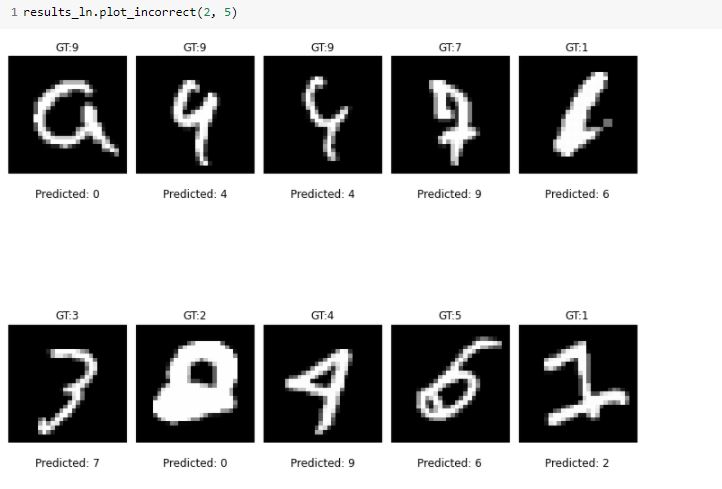 1 results_ln.plot_incorrect(2, 5)
GT:9 GT:9 GT:9 GT:7 GT:1
Predicted: 0 Predicted: 4 Predicted: 4 Predicted: 9 Predicted: 6
GT:3 GT:2 GT:4 GT:5 GT:1
Predicted: 7 Predicted: 0 Predicted: 9 Predicted: 6 Predicted: 2